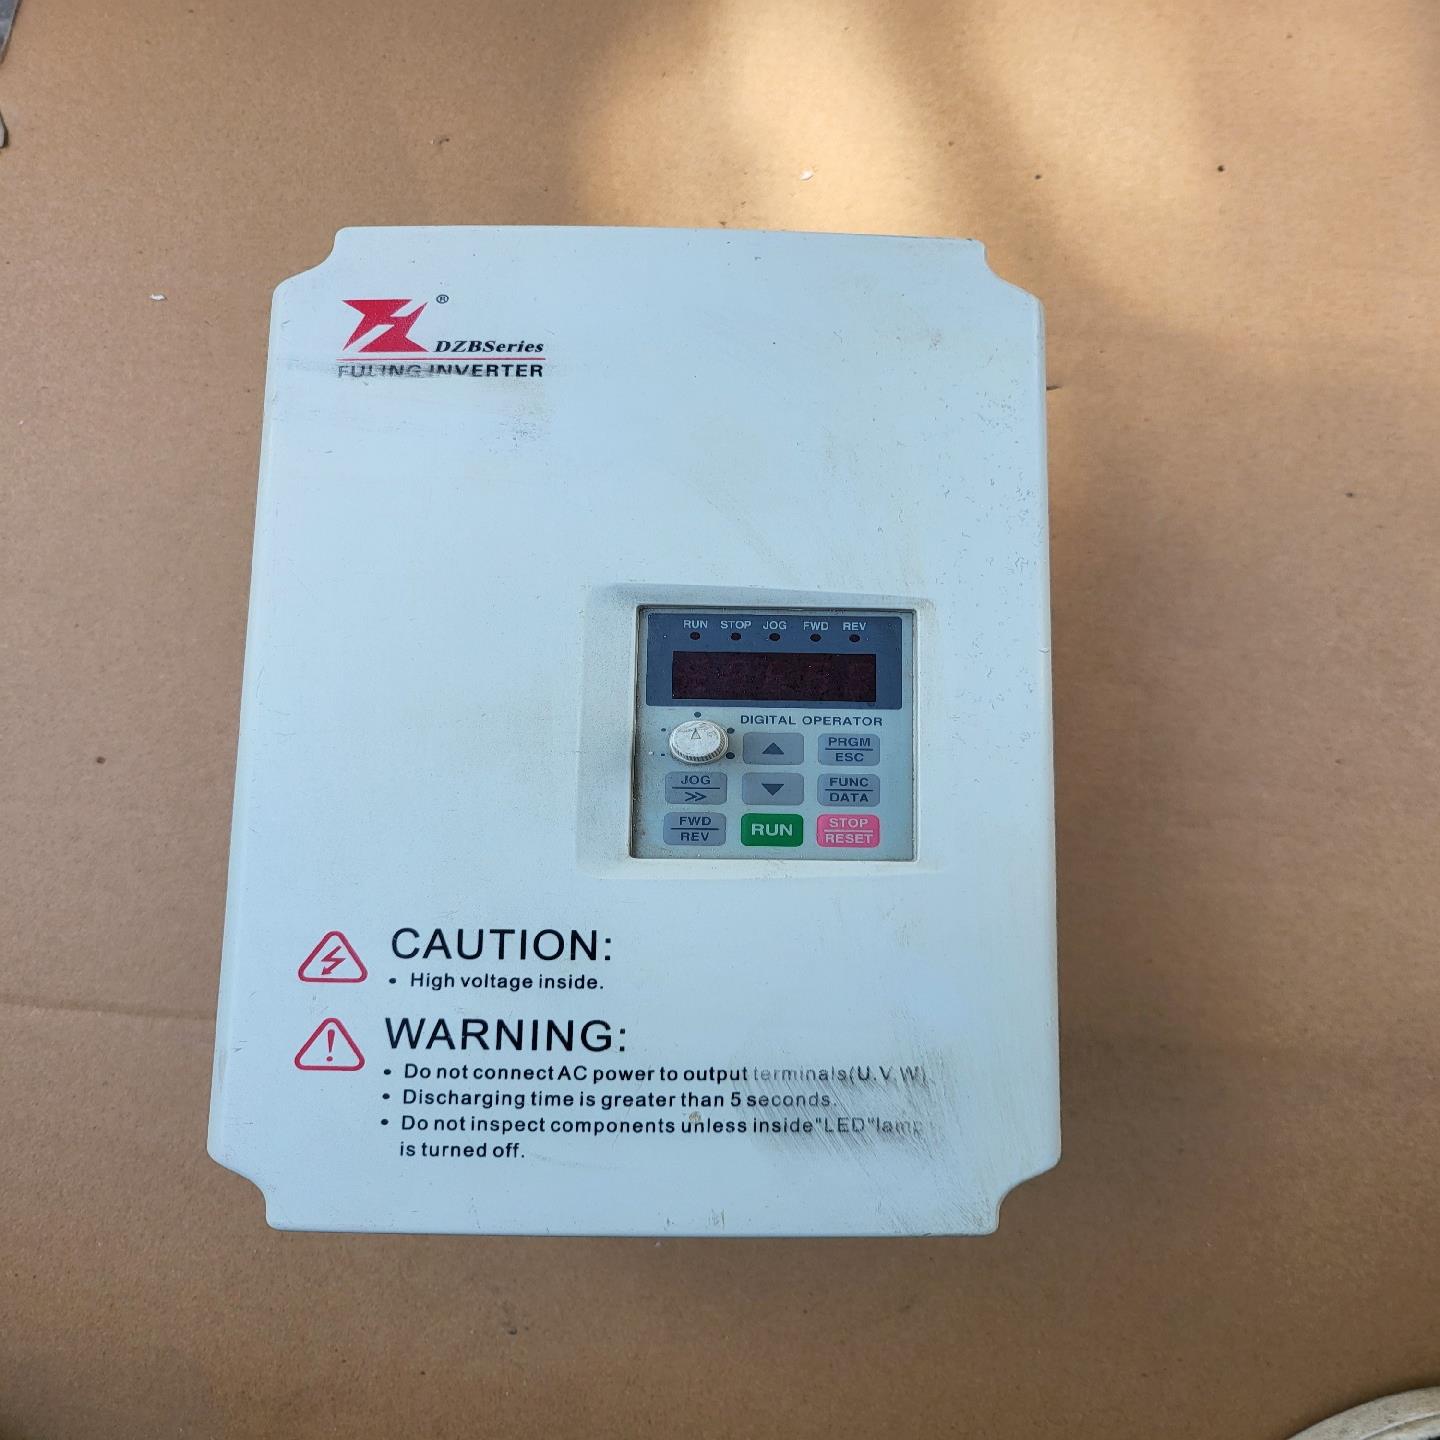 ®
DZBSeries
FULING INVERTER
RUN STOP JOG FWD REV
DIGITAL OPERATOR
PRGM
ESC
JOG
>>
FUNC
DATA
FWD
REV
RUN
STOP
RESET
CAUTION:
• High voltage inside.
WARNING:
• Do not connect AC power to output terminals(U.V.W)
• Discharging time is greater than 5 seconds.
• Do not inspect components unless inside"LED"lamp
is turned off.